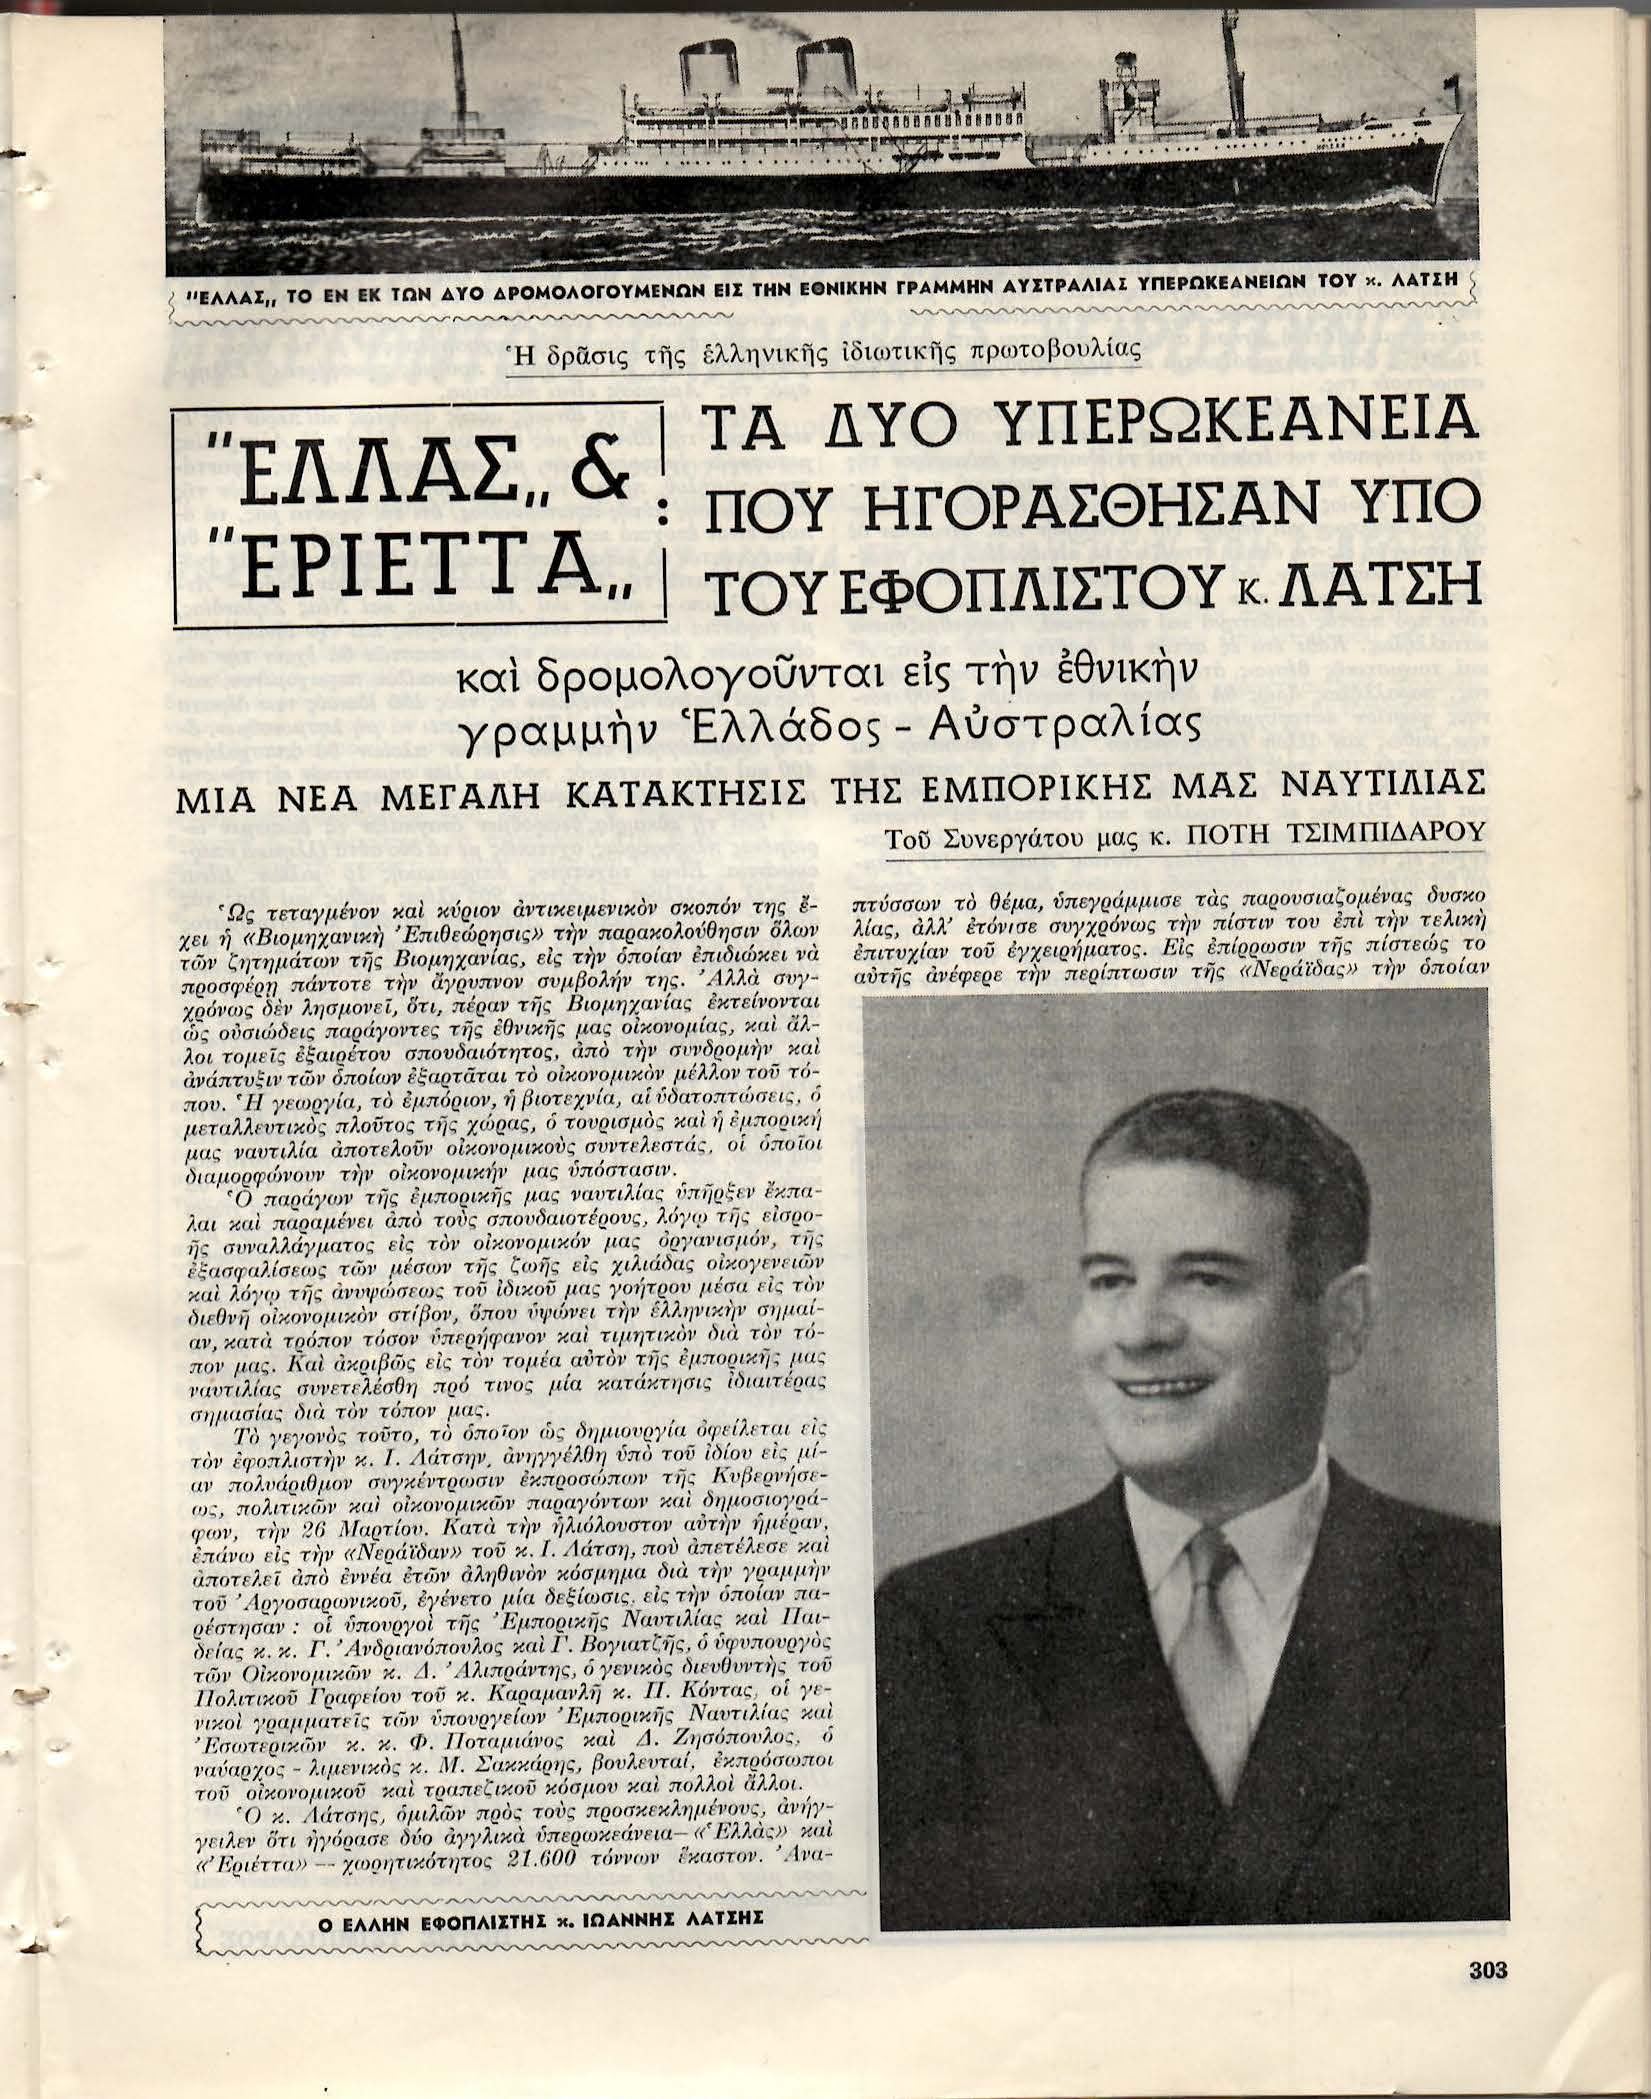 "ΕΛΛΑΣ,, ΤΟ ΕΝ ΕΚ ΤΩΝ ΔΥΟ ΔΡΟΜΟΛΟΓΟΥΜΕΝΩΝ ΕΙΣ ΤΗΝ ΕΘΝΙΚΗΝ ΓΡΑΜΜΗΝ ΑΥΣΤΡΑΛΙΑΣ ΥΠΕΡΩΚΕΑΝΕΙΩΝ ΤΟΥ κ. ΛΑΤΣΗ
Ἡ δρᾶσις τῆς ἑλληνικῆς ἰδιωτικῆς πρωτοβουλίας
"ΕΛΛΑΣ,, &
"ΕΡΙΕΤΤΑ,,
:
ΤΑ ΔΥΟ ΥΠΕΡΩΚΕΑΝΕΙΑ
ΠΟΥ ΗΓΟΡΑΣΘΗΣΑΝ ΥΠΟ
ΤΟΥ ΕΦΟΠΛΙΣΤΟΥ κ. ΛΑΤΣΗ
καὶ δρομολογοῦνται εἰς τὴν ἐθνικὴν
γραμμὴν Ἑλλάδος - Αὐστραλίας
ΜΙΑ ΝΕΑ ΜΕΓΑΛΗ ΚΑΤΑΚΤΗΣΙΣ ΤΗΣ ΕΜΠΟΡΙΚΗΣ ΜΑΣ ΝΑΥΤΙΛΙΑΣ
Τοῦ Συνεργάτου μας κ. ΠΟΤΗ ΤΣΙΜΠΙΔΑΡΟΥ
Ὡς τεταγμένον καὶ κύριον ἀντικειμενικὸν σκοπόν της ἔ-
χει ἡ «Βιομηχανικὴ Ἐπιθεώρησις» τὴν παρακολούθησιν ὅλων
τῶν ζητημάτων τῆς Βιομηχανίας, εἰς τὴν ὁποίαν ἐπιδιώκει νὰ
προσφέρῃ πάντοτε τὴν ἄγρυπνον συμβολήν της. Ἀλλὰ συγ-
χρόνως δὲν λησμονεῖ, ὅτι, πέραν τῆς Βιομηχανίας ἐκτείνονται
ὡς οὐσιώδεις παράγοντες τῆς ἐθνικῆς μας οἰκονομίας, καὶ ἄλ-
λοι τομεῖς ἐξαιρέτου σπουδαιότητος, ἀπὸ τὴν συνδρομὴν καὶ
ἀνάπτυξιν τῶν ὁποίων ἐξαρτᾶται τὸ οἰκονομικὸν μέλλον τοῦ τό-
που. Ἡ γεωργία, τὸ ἐμπόριον, ἡ βιοτεχνία, αἱ ὑδατοπτώσεις, ὁ
μεταλλευτικὸς πλοῦτος τῆς χώρας, ὁ τουρισμὸς καὶ ἡ ἐμπορική
μας ναυτιλία ἀποτελοῦν οἰκονομικοὺς συντελεστάς, οἱ ὁποῖοι
διαμορφώνουν τὴν οἰκονομικήν μας ὑπόστασιν.
Ὁ παράγων τῆς ἐμπορικῆς μας ναυτιλίας ὑπῆρξεν ἔκπα-
λαι καὶ παραμένει ἀπὸ τοὺς σπουδαιοτέρους, λόγῳ τῆς εἰσρο-
ῆς συναλλάγματος εἰς τὸν οἰκονομικόν μας ὀργανισμόν, τῆς
ἐξασφαλίσεως τῶν μέσων τῆς ζωῆς εἰς χιλιάδας οἰκογενειῶν
καὶ λόγῳ τῆς ἀνυψώσεως τοῦ ἰδικοῦ μας γοήτρου μέσα εἰς τὸν
διεθνῆ οἰκονομικὸν στίβον, ὅπου ὑψώνει τὴν ἑλληνικὴν σημαί-
αν, κατὰ τρόπον τόσον ὑπερήφανον καὶ τιμητικὸν διὰ τὸν τό-
πον μας. Καὶ ἀκριβῶς εἰς τὸν τομέα αὐτὸν τῆς ἐμπορικῆς μας
ναυτιλίας συνετελέσθη πρό τινος μία κατάκτησις ἰδιαιτέρας
σημασίας διὰ τὸν τόπον μας.
Τὸ γεγονὸς τοῦτο, τὸ ὁποῖον ὡς δημιουργία ὀφείλεται εἰς
τὸν ἐφοπλιστὴν κ. Ι. Λάτσην, ἀνηγγέλθη ὑπὸ τοῦ ἰδίου εἰς μί-
αν πολυάριθμον συγκέντρωσιν ἐκπροσώπων τῆς Κυβερνήσε-
ως, πολιτικῶν καὶ οἰκονομικῶν παραγόντων καὶ δημοσιογρά-
φων, τὴν 26 Μαρτίου. Κατὰ τὴν ἡλιόλουστον αὐτὴν ἡμέραν,
ἐπάνω εἰς τὴν «Νεράϊδαν» τοῦ κ. Ι. Λάτση, ποὺ ἀπετέλεσε καὶ
ἀποτελεῖ ἀπὸ ἐννέα ἐτῶν ἀληθινὸν κόσμημα διὰ τὴν γραμμὴν
τοῦ Ἀργοσαρωνικοῦ, ἐγένετο μία δεξίωσις, εἰς τὴν ὁποίαν πα-
ρέστησαν : οἱ ὑπουργοὶ τῆς Ἐμπορικῆς Ναυτιλίας καὶ Παι-
δείας κ. κ. Γ. Ἀνδριανόπουλος καὶ Γ. Βογιατζῆς, ὁ ὑφυπουργὸς
τῶν Οἰκονομικῶν κ. Δ. Ἀλιπράντης, ὁ γενικὸς διευθυντὴς τοῦ
Πολιτικοῦ Γραφείου τοῦ κ. Καραμανλῆ κ. Π. Κόντας, οἱ γε-
νικοὶ γραμματεῖς τῶν ὑπουργείων Ἐμπορικῆς Ναυτιλίας καὶ
Ἐσωτερικῶν κ. κ. Φ. Ποταμιάνος καὶ Δ. Ζησόπουλος, ὁ
ναύαρχος - λιμενικὸς κ. Μ. Σακκάρης, βουλευταί, ἐκπρόσωποι
τοῦ οἰκονομικοῦ καὶ τραπεζικοῦ κόσμου καὶ πολλοὶ ἄλλοι.
Ὁ κ. Λάτσης, ὁμιλῶν πρὸς τοὺς προσκεκλημένους, ἀνήγ-
γειλεν ὅτι ἠγόρασε δύο ἀγγλικὰ ὑπερωκεάνεια— «Ἑλλὰς» καὶ
«Ἐριέττα» — χωρητικότητος 21.600 τόννων ἕκαστον. Ἀνα-
πτύσσων τὸ θέμα, ὑπεγράμμισε τὰς παρουσιαζομένας δυσκο
λίας, ἀλλ' ἐτόνισε συγχρόνως τὴν πίστιν του ἐπὶ τὴν τελικὴ
ἐπιτυχίαν τοῦ ἐγχειρήματος. Εἰς ἐπίρρωσιν τῆς πίστεώς το
αὐτῆς ἀνέφερε τὴν περίπτωσιν τῆς «Νεράϊδας» τὴν ὁποίαν
Ο ΕΛΛΗΝ ΕΦΟΠΛΙΣΤΗΣ κ. ΙΩΑΝΝΗΣ ΛΑΤΣΗΣ
303